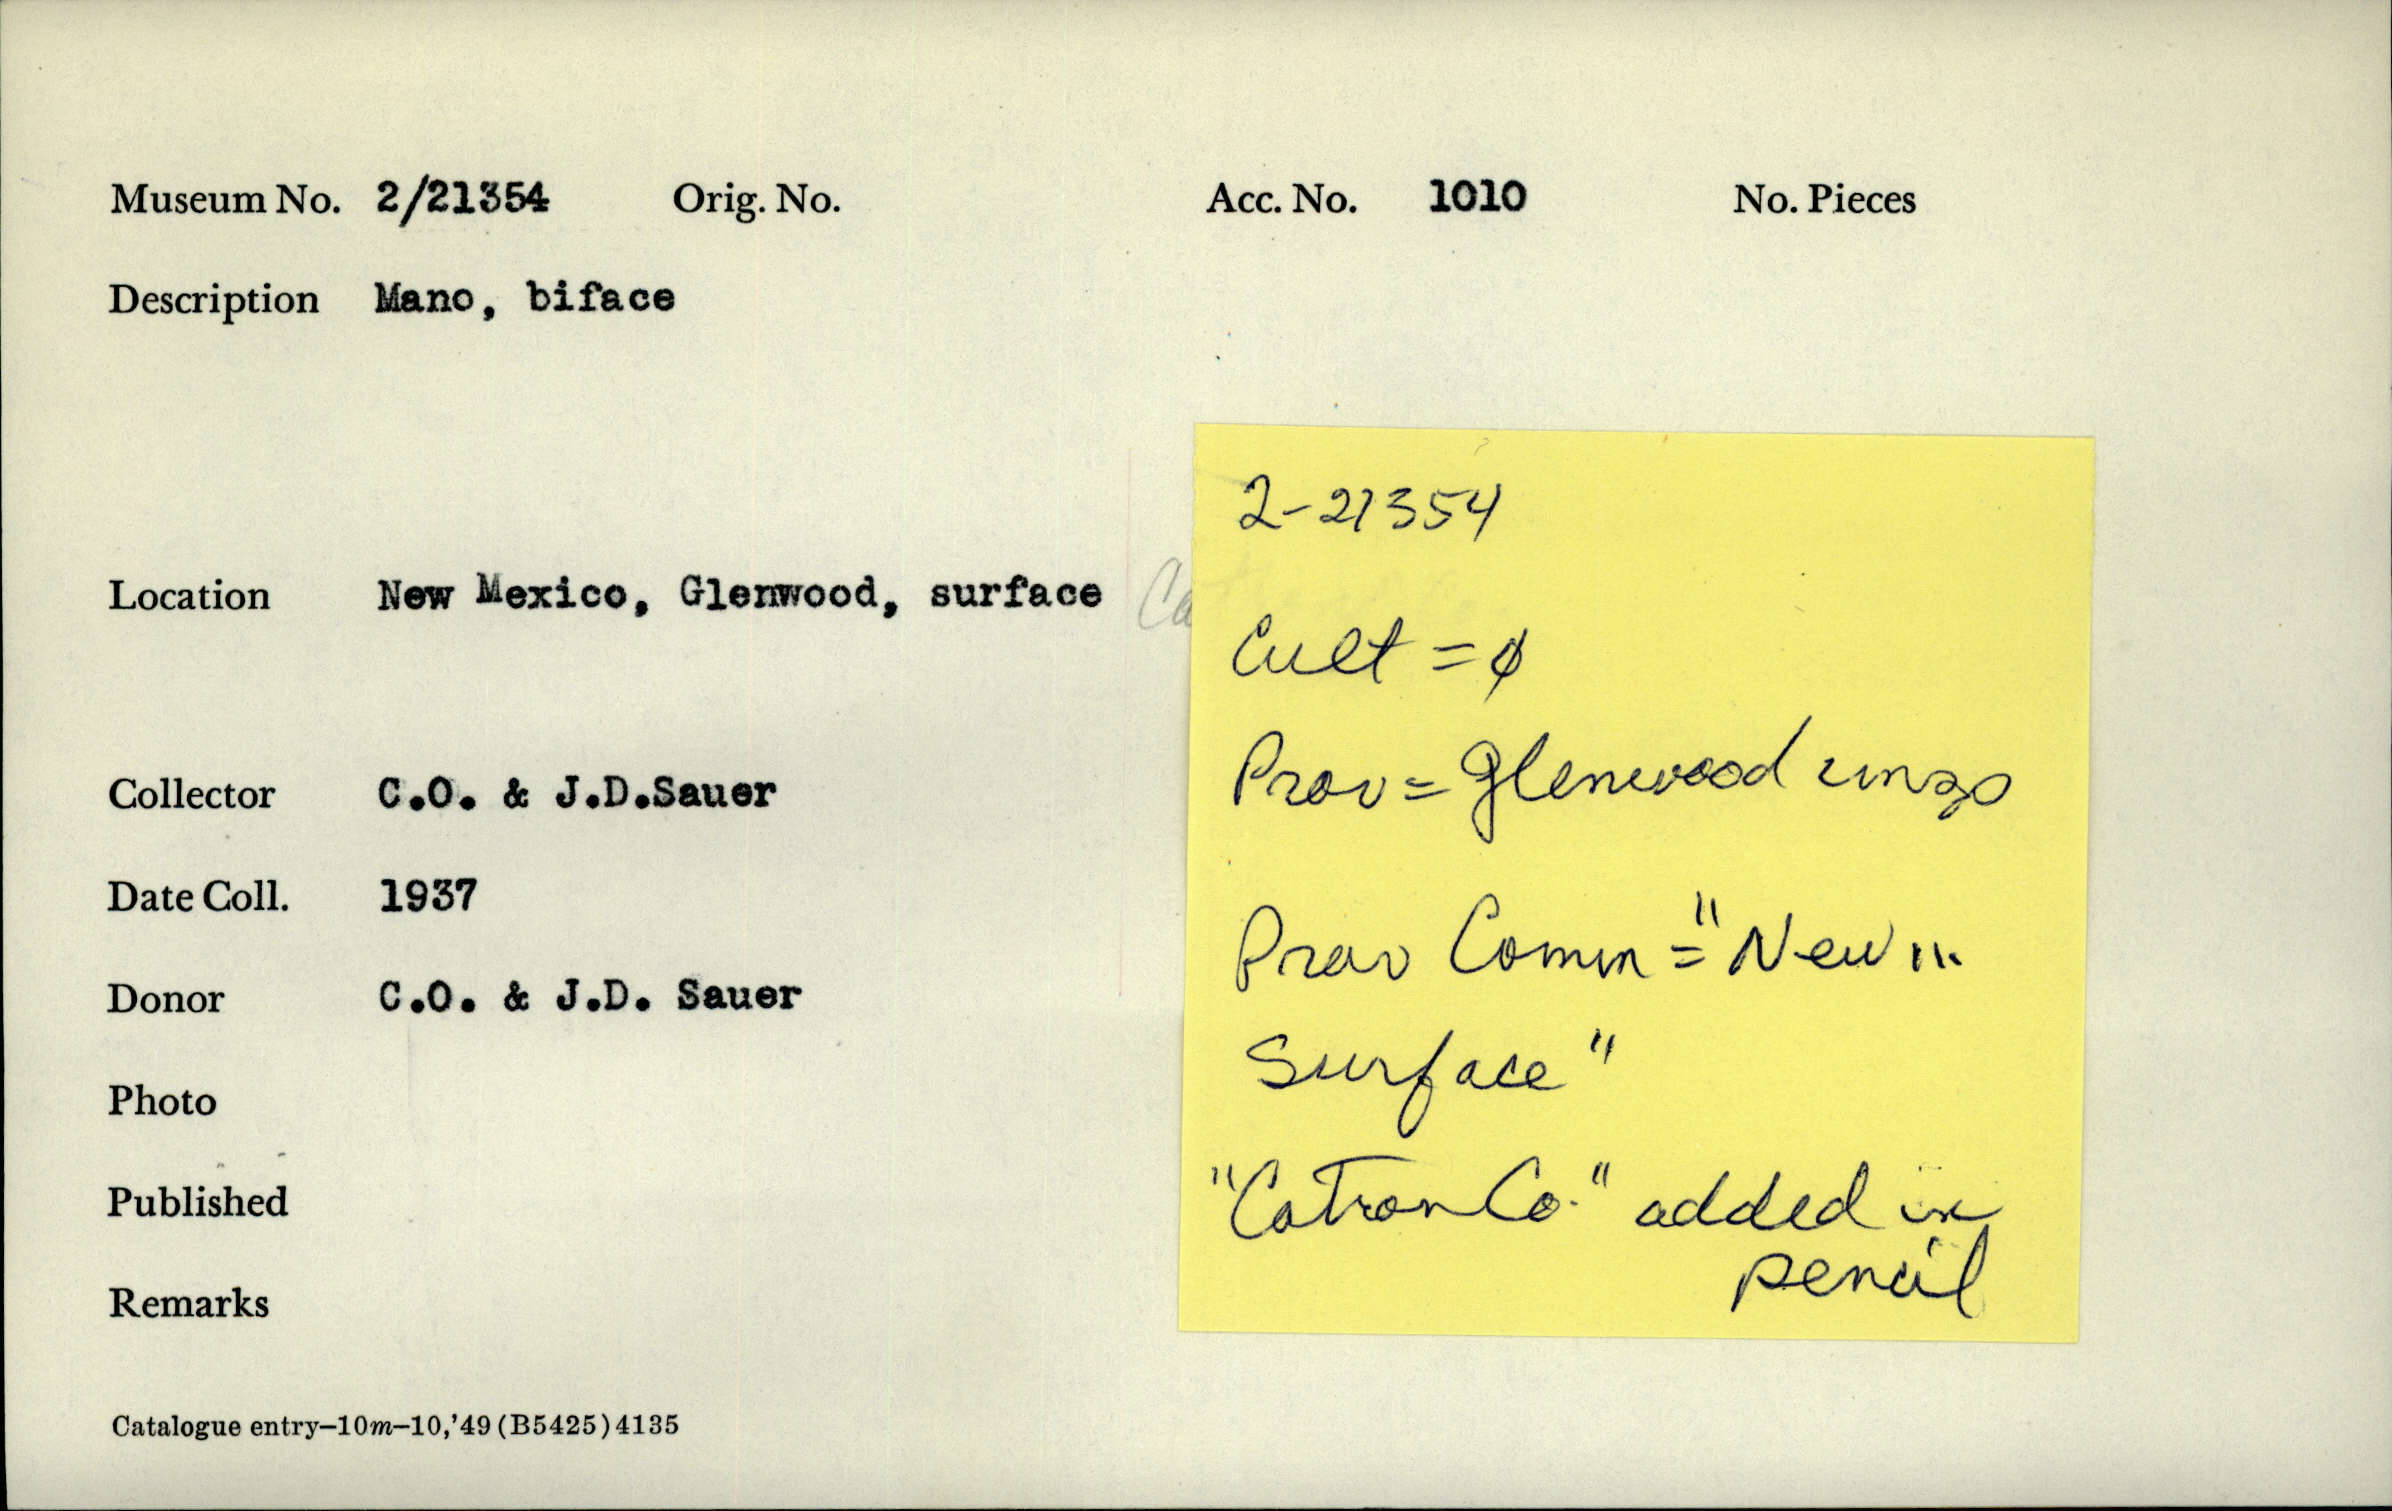 Museum No. 2/21354 Orig. No. Acc. No. 1010 No. Pieces
Description Mano, biface
Location New Mexico, Glenwood, surface Ca
Collector C.O. & J.D.Sauer
Date Coll. 1937
Donor C.O. & J.D. Sauer
Photo
Published
Remarks
Catalogue entry—10m—10,'49 (B5425) 4135
2-21354
Cult = ϕ
Prov = Glenwood
Prov Comm = "New ...
Surface"
"Catron Co." added in
pencil